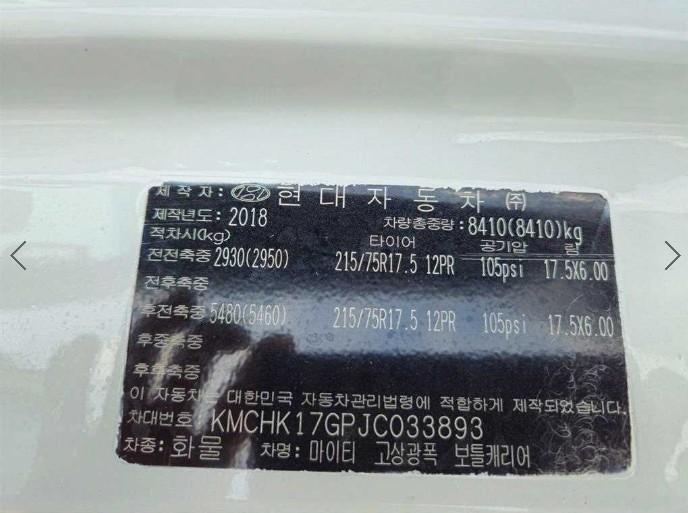 제작자: 현대자동차㈜
제작년도: 2018 차량총중량: 8410(8410)kg
적차시(kg) 타이어 공기압 림
전전축중 2930(2950) 215/75R17.5 12PR 105psi 17.5X6.00
전후축중
후전축중 5480(5460) 215/75R17.5 12PR 105psi 17.5X6.00
후중축중
후후축중
이 자동차는 대한민국 자동차관리법령에 적합하게 제작되었습니다.
차대번호: KMCHK17GPJC033893
차종: 화물 차명: 마이티 고상광폭 보틀캐리어